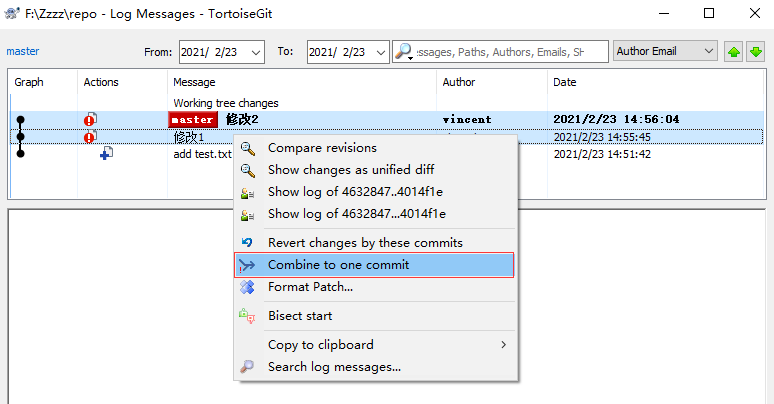 F:\Zzzz\repo - Log Messages - TortoiseGit
master From: 2021/ 2/23 To: 2021/ 2/23 Messages, Paths, Authors, Emails, SH Author Email
Graph Actions Message Author Date
Working tree changes
master 修改2 vincent 2021/2/23 14:56:04
修改1 2021/2/23 14:55:45
add test.txt 2021/2/23 14:51:42
Compare revisions
Show changes as unified diff
Show log of 4632847..4014f1e
Show log of 4632847...4014f1e
Revert changes by these commits
Combine to one commit
Format Patch...
Bisect start
Copy to clipboard
Search log messages...